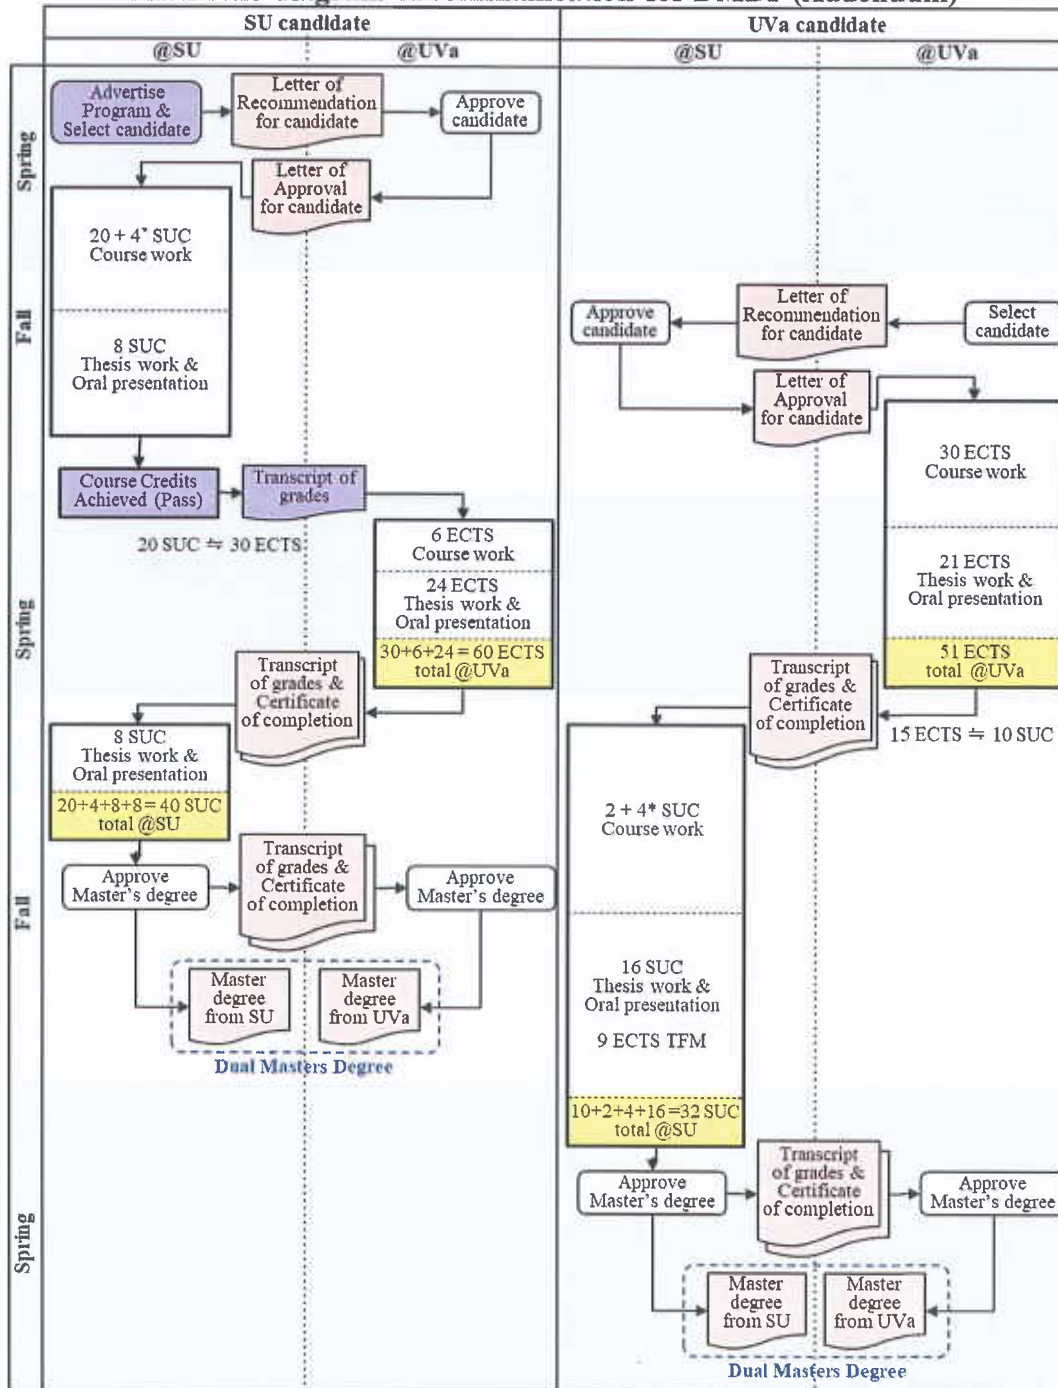 diagram for (Addendum)
SU candidate
UVa candidate
@SU
@UVa
@SU
@UVa
Spring
Fall
Spring
Fall
Spring
Advertise
Program &
Select candidate
Letter of
Recommendation
for candidate
Approve
candidate
Letter of
Approval
for candidate
20 + 4* SUC
Course work
8 SUC
Thesis work &
Oral presentation
Course Credits
Achieved (Pass)
Transcript of
grades
20 SUC ≒ 30 ECTS
6 ECTS
Course work
24 ECTS
Thesis work &
Oral presentation
30+6+24 = 60 ECTS
total @UVa
Transcript
of grades &
Certificate
of completion
8 SUC
Thesis work &
Oral presentation
20+4+8+8= 40 SUC
total @SU
Approve
Master's degree
Transcript
of grades &
Certificate
of completion
Approve
Master's degree
Master
degree
from SU
Master
degree
from UVa
Dual Masters Degree
Approve
candidate
Letter of
Recommendation
for candidate
Select
candidate
Letter of
Approval
for candidate
30 ECTS
Course work
21 ECTS
Thesis work &
Oral presentation
51 ECTS
total @UVa
Transcript
of grades &
Certificate
of completion
15 ECTS ≒ 10 SUC
2 + 4* SUC
Course work
16 SUC
Thesis work &
Oral presentation
9 ECTS TFM
10+2+4+16 =32 SUC
total @SU
Approve
Master's degree
Transcript
of grades &
Certificate
of completion
Approve
Master's degree
Master
degree
from SU
Master
degree
from UVa
Dual Masters Degree